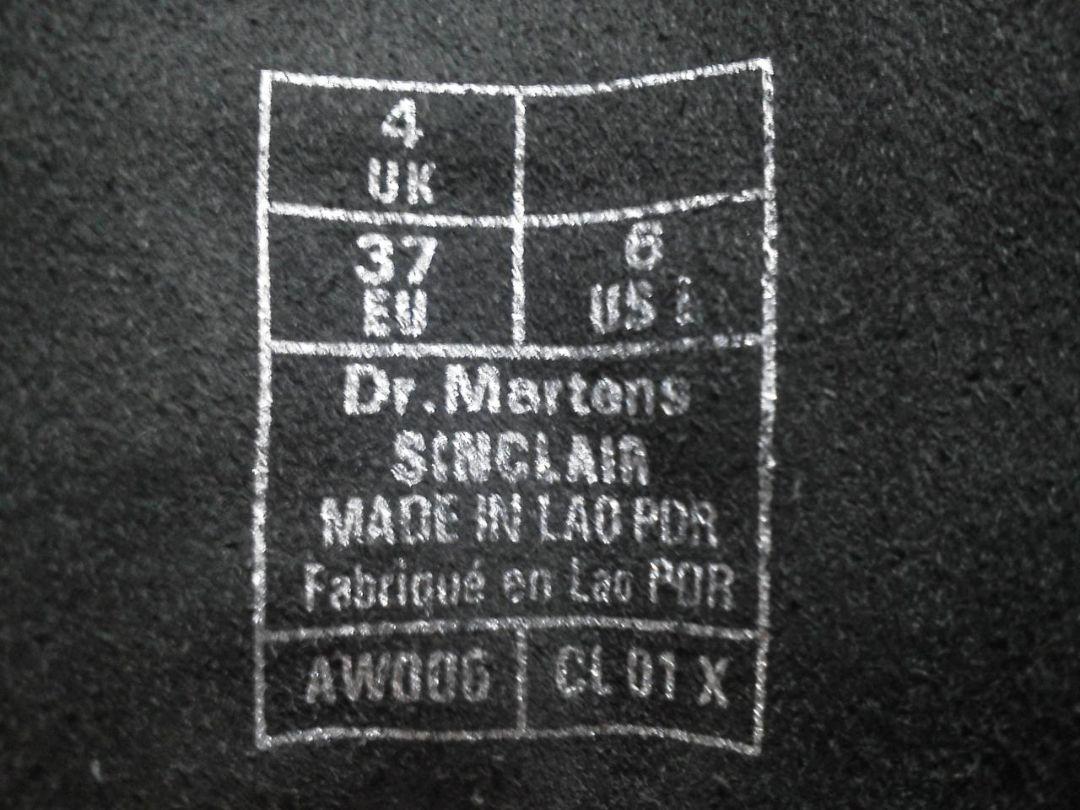 4
UK
37
EU
6
US L
Dr.Martens
SINCLAIR
MADE IN LAO PDR
Fabriqué en Lao PDR
AW006
CL 01 X